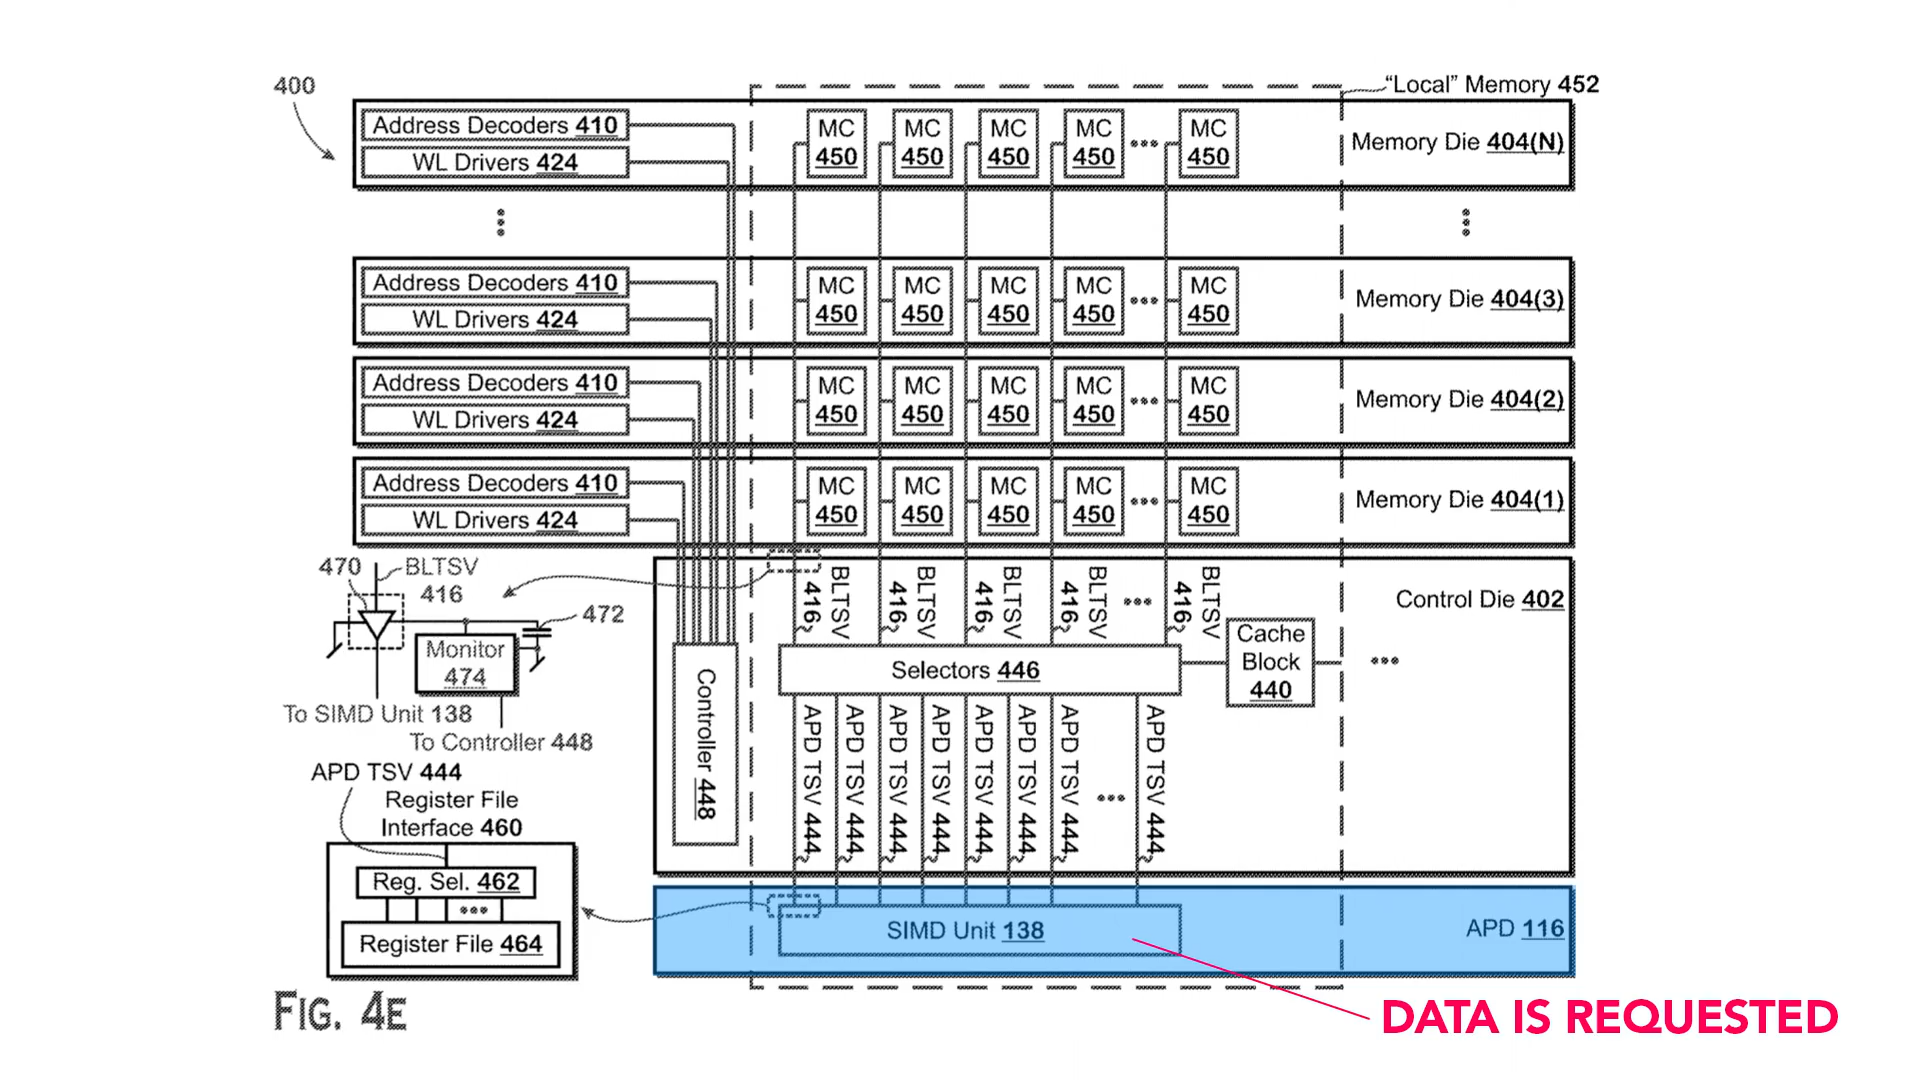 400
"Local" Memory 452
Address Decoders 410
WL Drivers 424
MC 450
MC 450
MC 450
MC 450
MC 450
Memory Die 404(N)
Address Decoders 410
WL Drivers 424
MC 450
MC 450
MC 450
MC 450
MC 450
Memory Die 404(3)
Address Decoders 410
WL Drivers 424
MC 450
MC 450
MC 450
MC 450
MC 450
Memory Die 404(2)
Address Decoders 410
WL Drivers 424
MC 450
MC 450
MC 450
MC 450
MC 450
Memory Die 404(1)
470
BLTSV
416
472
Monitor
474
To SIMD Unit 138
To Controller 448
BLTSV 416
BLTSV 416
BLTSV 416
BLTSV 416
BLTSV 416
Control Die 402
Cache
Block
440
Selectors 446
Controller 448
APD TSV 444
APD TSV 444
APD TSV 444
APD TSV 444
APD TSV 444
APD TSV 444
APD TSV 444
APD TSV 444
APD TSV 444
Register File
Interface 460
Reg. Sel. 462
Register File 464
SIMD Unit 138
APD 116
FIG. 4E
DATA IS REQUESTED